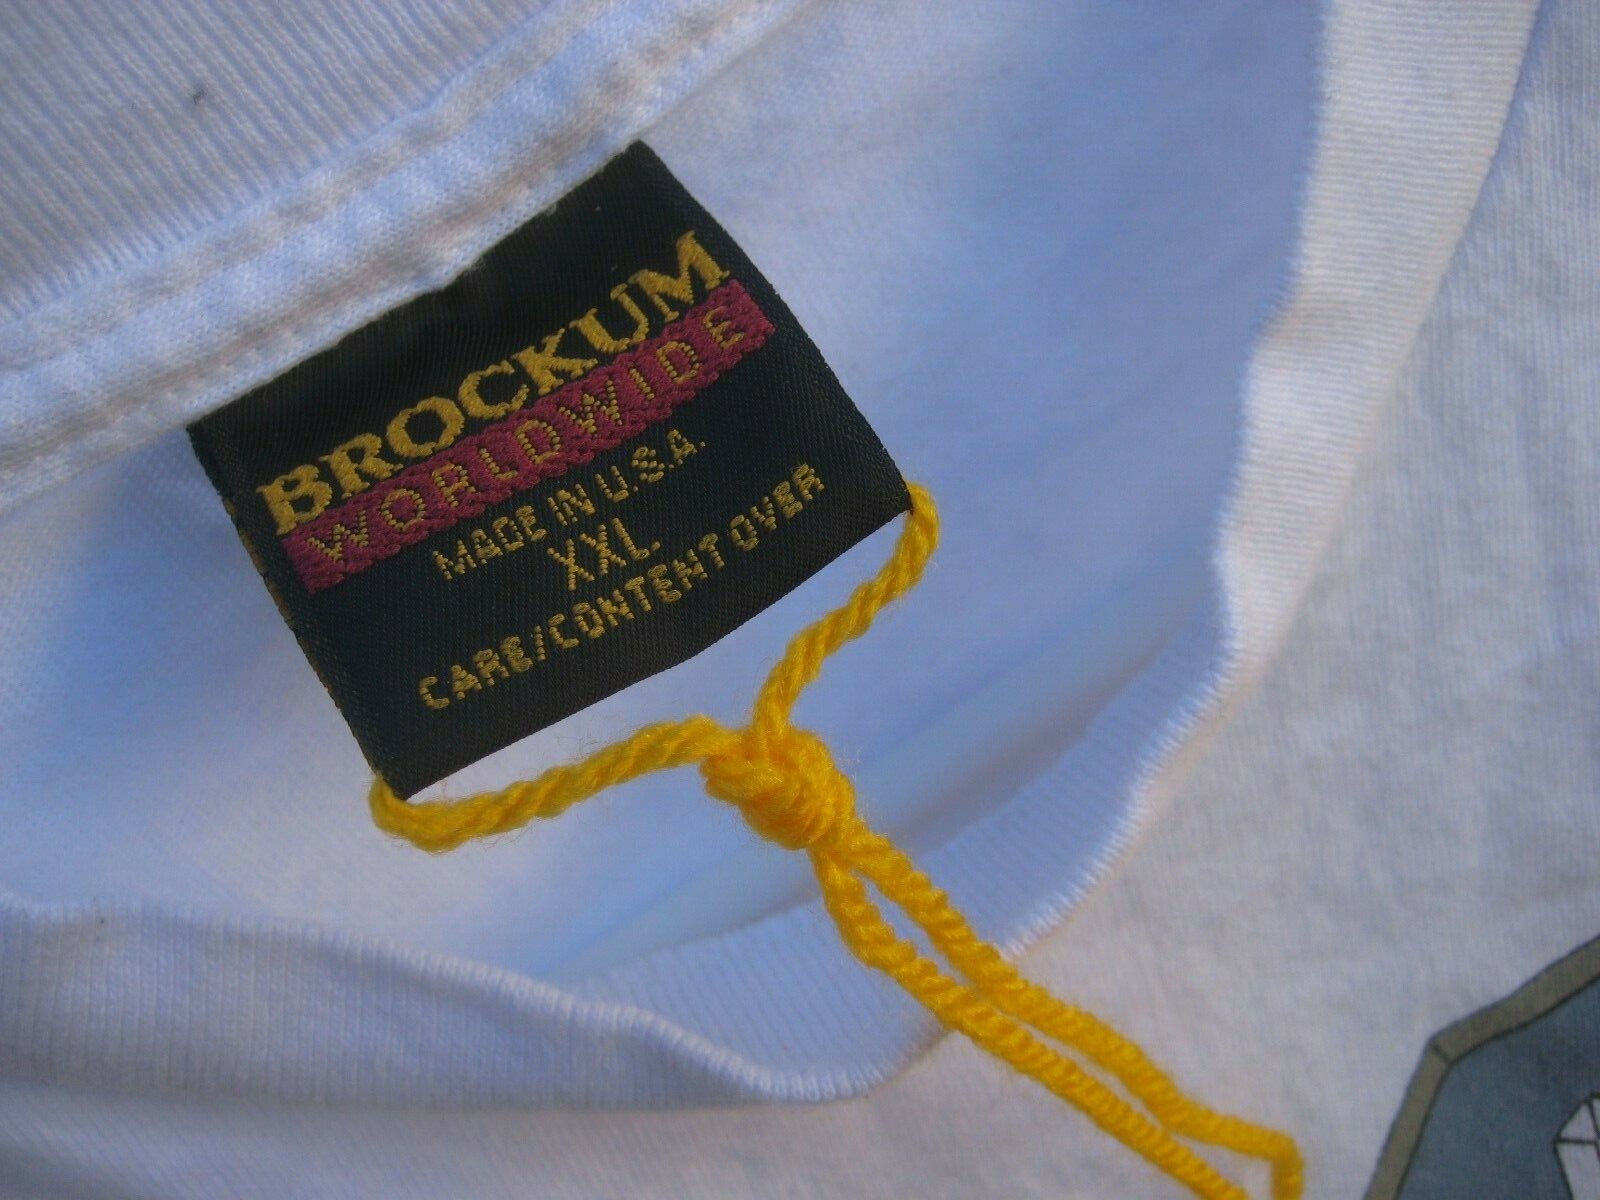 BROCKUM
WORLDWIDE
MADE IN U.S.A.
XXL
CARE/CONTENT OVER